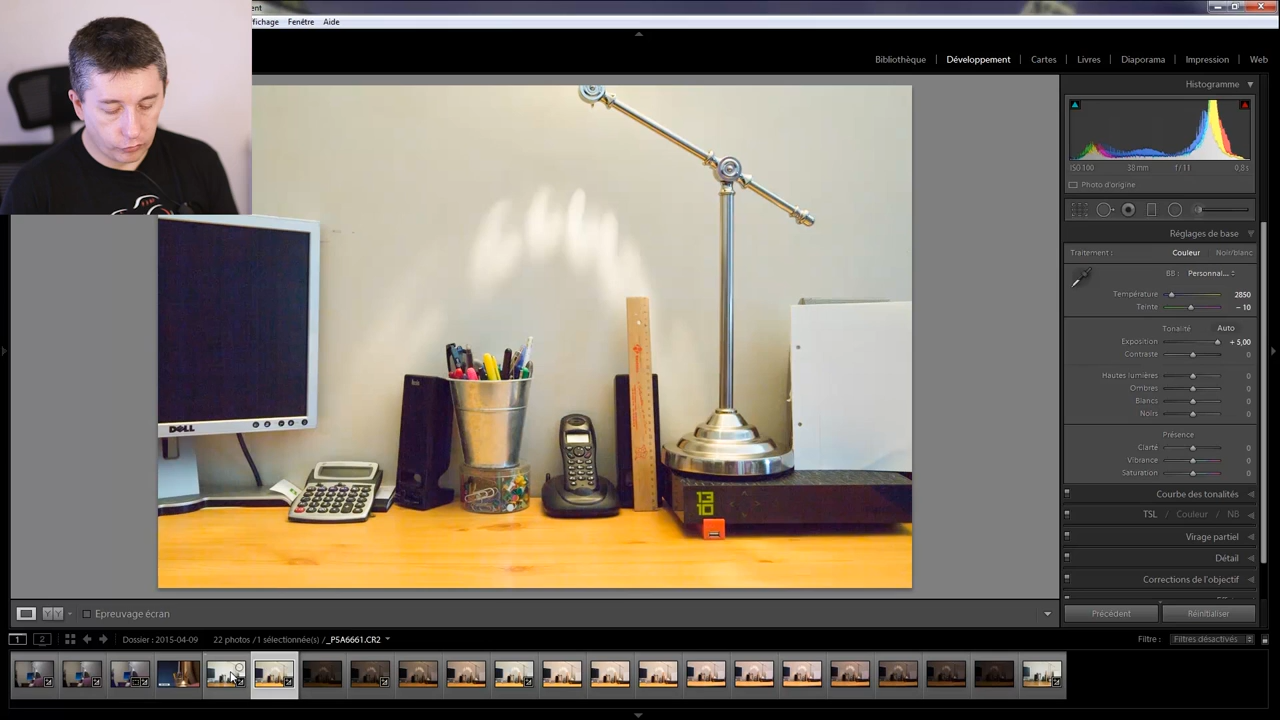 ent
ffichage Fenêtre Aide
Bibliothèque Développement Cartes Livres Diaporama Impression Web
Histogramme
ISO 100 38 mm f/11 0,8s
Photo d'origine
Réglages de base
Traitement : Couleur Noir/blanc
BB : Personnal...
Température 2850
Teinte – 10
Tonalité Auto
Exposition + 5,00
Contraste 0
Hautes lumières 0
Ombres 0
Blancs 0
Noirs 0
Présence
Clarté 0
Vibrance 0
Saturation 0
Courbe des tonalités
TSL / Couleur / NB
Virage partiel
Détail
Corrections de l'objectif
Précédent Réinitialiser
DELL
13
10
Y Y Epreuvage écran
1 2 Dossier : 2015-04-09 22 photos /1 sélectionnée(s) /_P5A6661.CR2 Filtre : Filtres désactivés